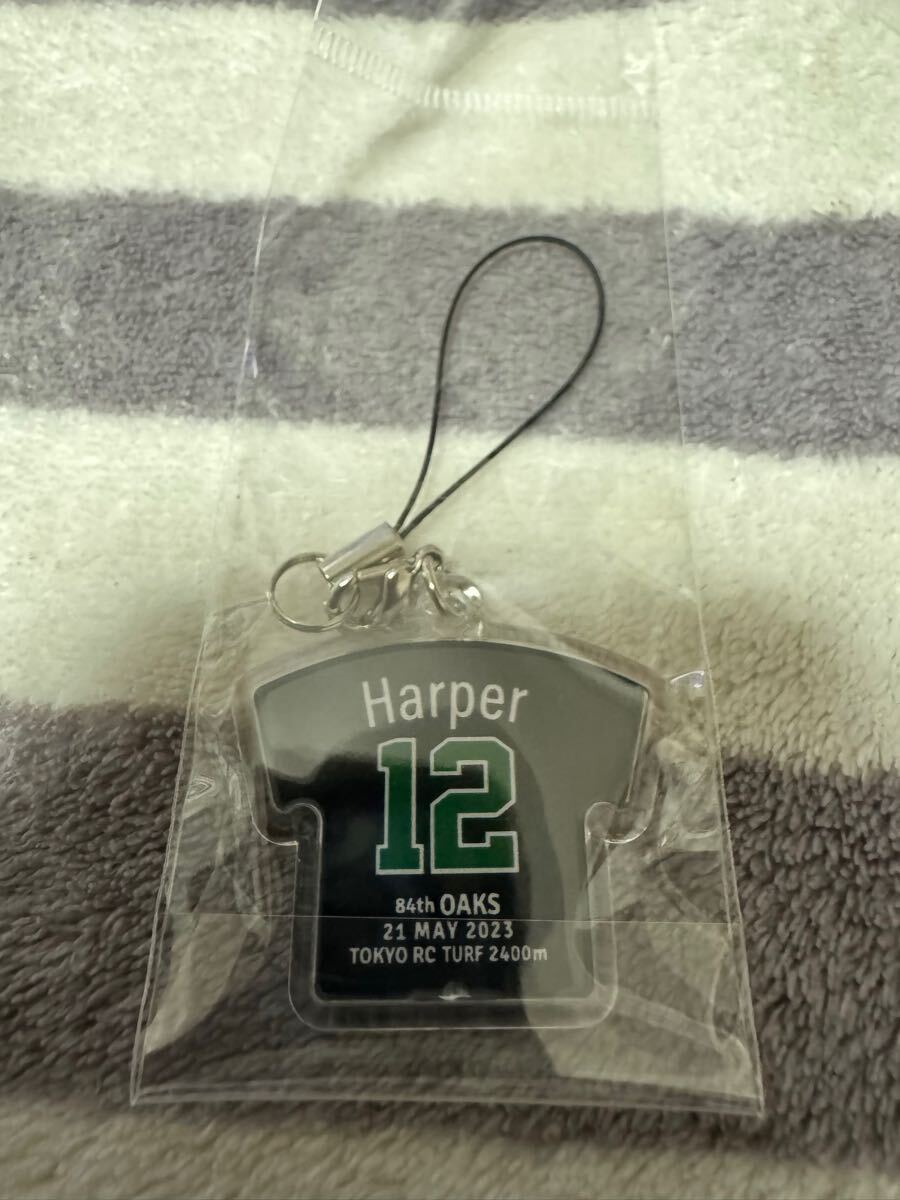 Harper
12
84th OAKS
21 MAY 2023
TOKYO RC TURF 2400m